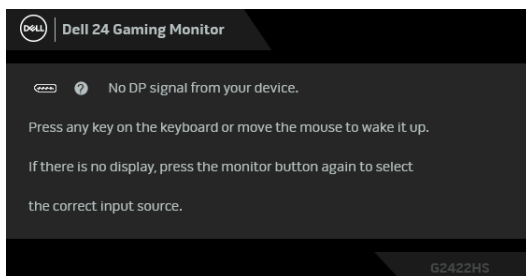 DELL
Dell 24 Gaming Monitor
? No DP signal from your device.
Press any key on the keyboard or move the mouse to wake it up.
If there is no display, press the monitor button again to select
the correct input source.
G2422HS